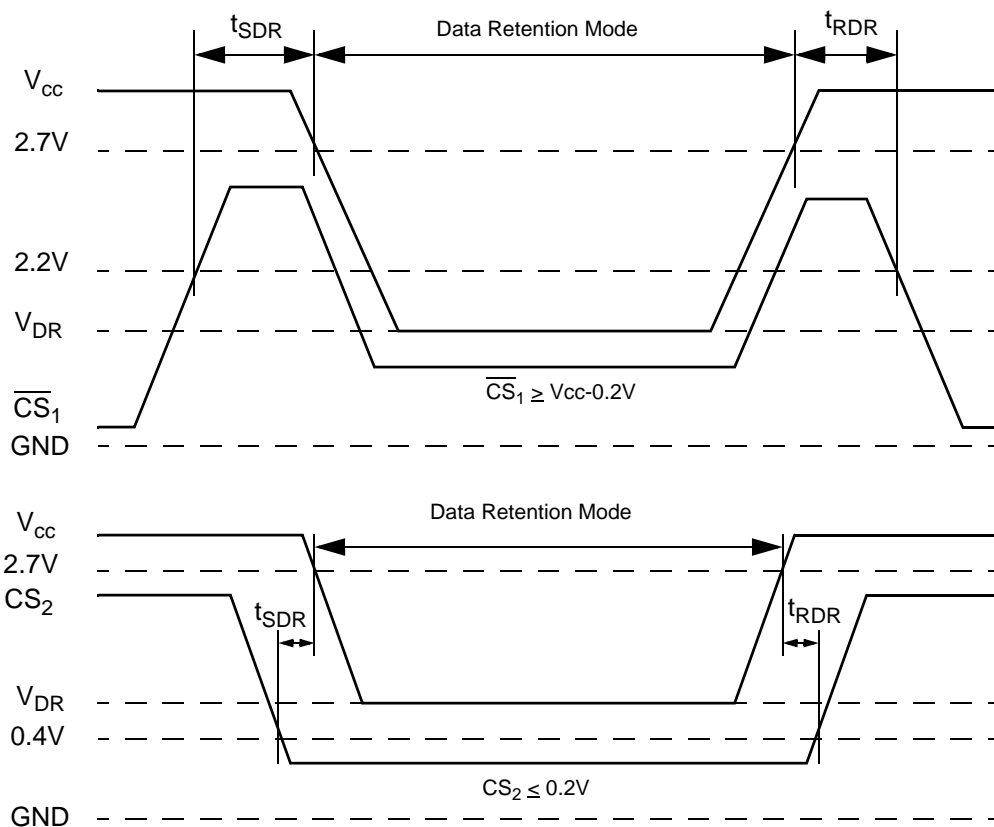 tSDR Data Retention Mode tRDR
Vcc
2.7V
2.2V
VDR
CS1
CS1 ≥ Vcc-0.2V
GND
Vcc
Data Retention Mode
2.7V
CS2
tSDR tRDR
VDR
0.4V
CS2 ≤ 0.2V
GND